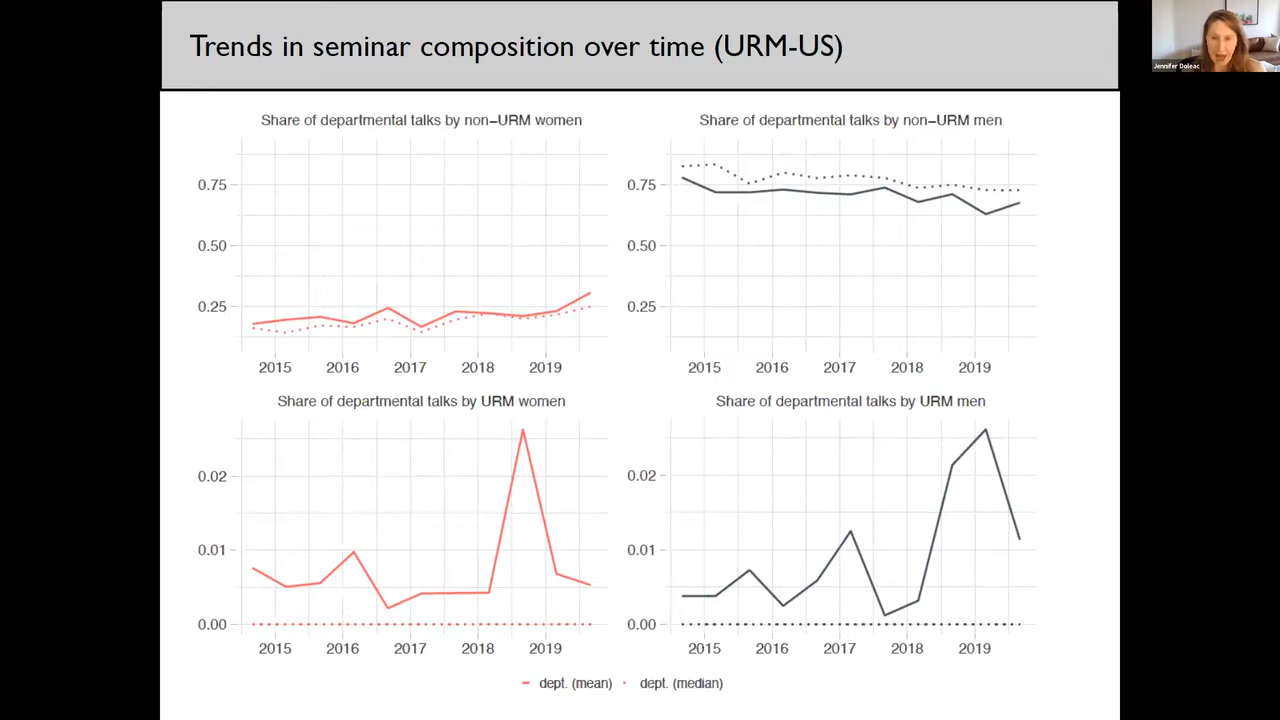 Trends in seminar composition over time (URM-US)
Jennifer Doleac
Share of departmental talks by non−URM women
0.75
0.50
0.25
2015 2016 2017 2018 2019
Share of departmental talks by non−URM men
0.75
0.50
0.25
2015 2016 2017 2018 2019
Share of departmental talks by URM women
0.02
0.01
0.00
2015 2016 2017 2018 2019
Share of departmental talks by URM men
0.02
0.01
0.00
2015 2016 2017 2018 2019
dept. (mean) dept. (median)